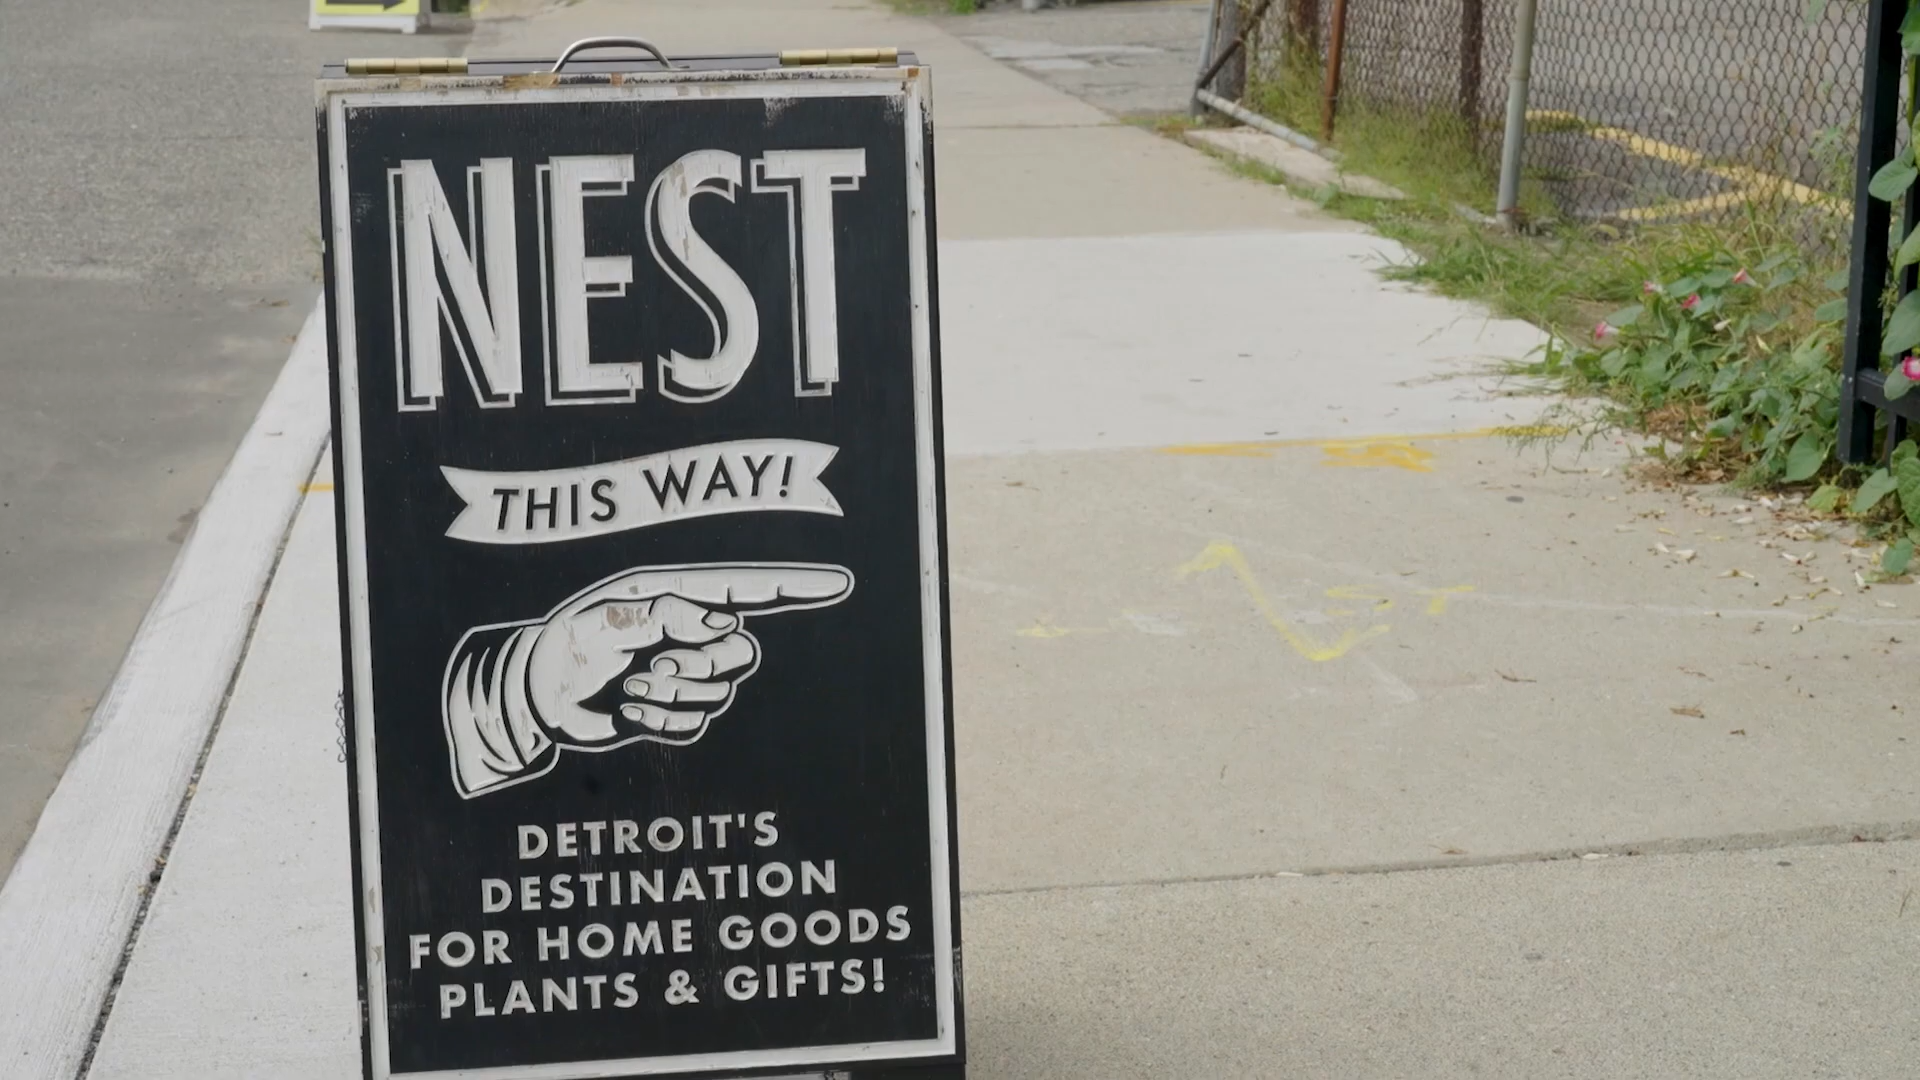 NEST
THIS WAY!
DETROIT'S
DESTINATION
FOR HOME GOODS
PLANTS & GIFTS!